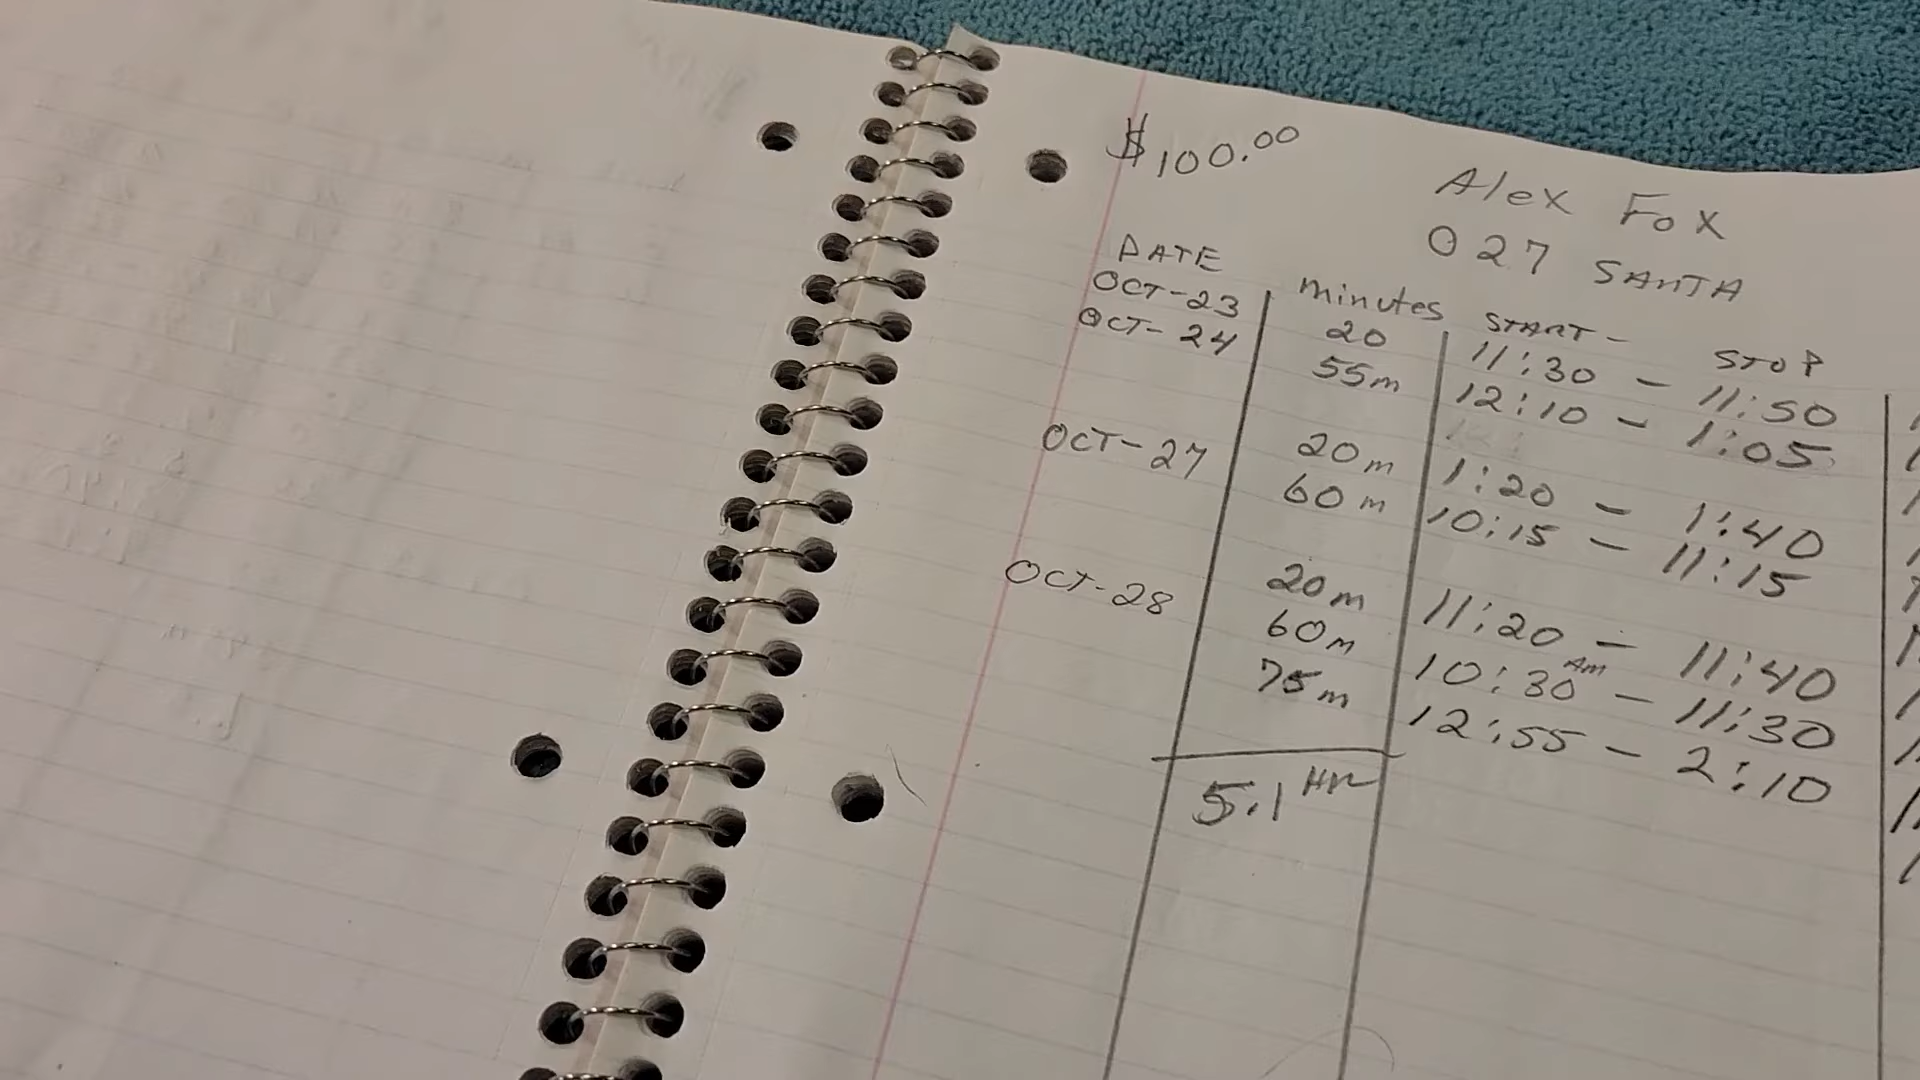 $100.00
Alex Fox
027 SANTA
DATE minutes START - STOP
OCT-23 20 11:30 - 11:50
OCT-24 55m 12:10 - 1:05
20m 1:20 - 1:40
OCT-27 60m 10:15 - 11:15
20m 11:20 - 11:40
OCT-28 60m 10:30 AM - 11:30
75m 12:55 - 2:10
5.1 HR